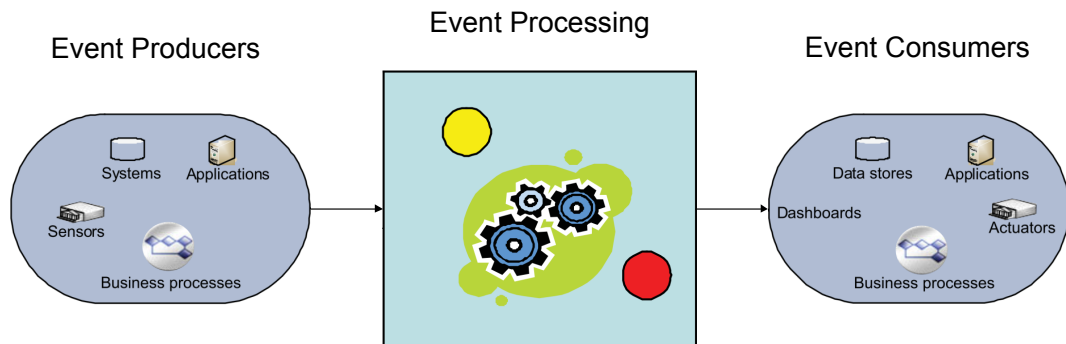 Event Producers
Event Processing
Event Consumers
Systems
Applications
Sensors
Business processes
Data stores
Applications
Dashboards
Actuators
Business processes